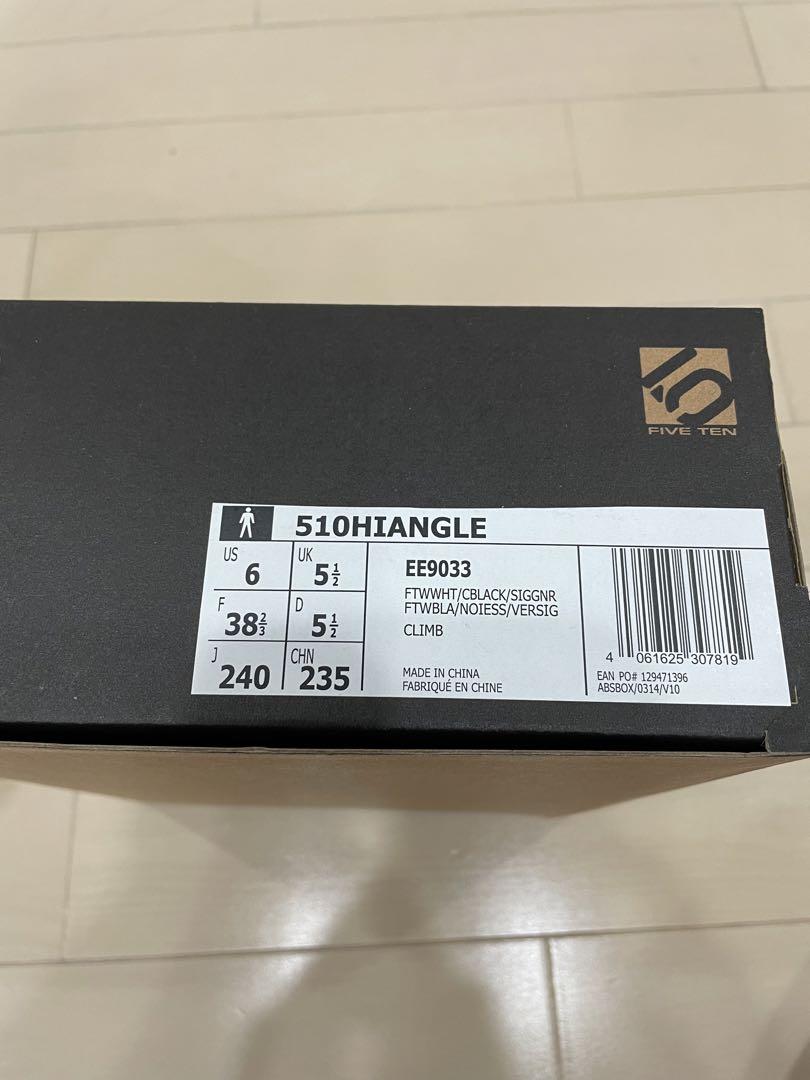 FIVE TEN
510HIANGLE
US 6
UK 5½
F 38⅔
D 5½
J 240
CHN 235
EE9033
FTWWHT/CBLACK/SIGGNR
FTWBLA/NOIESS/VERSIG
CLIMB
MADE IN CHINA
FABRIQUÉ EN CHINE
4 061625 307819
EAN PO# 129471396
ABSBOX/0314/V10